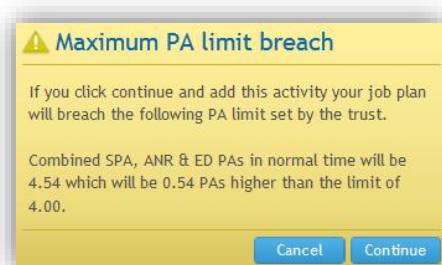 Maximum PA limit breach
If you click continue and add this activity your job plan
will breach the following PA limit set by the trust.
Combined SPA, ANR & ED PAs in normal time will be
4.54 which will be 0.54 PAs higher than the limit of
4.00.
Cancel Continue